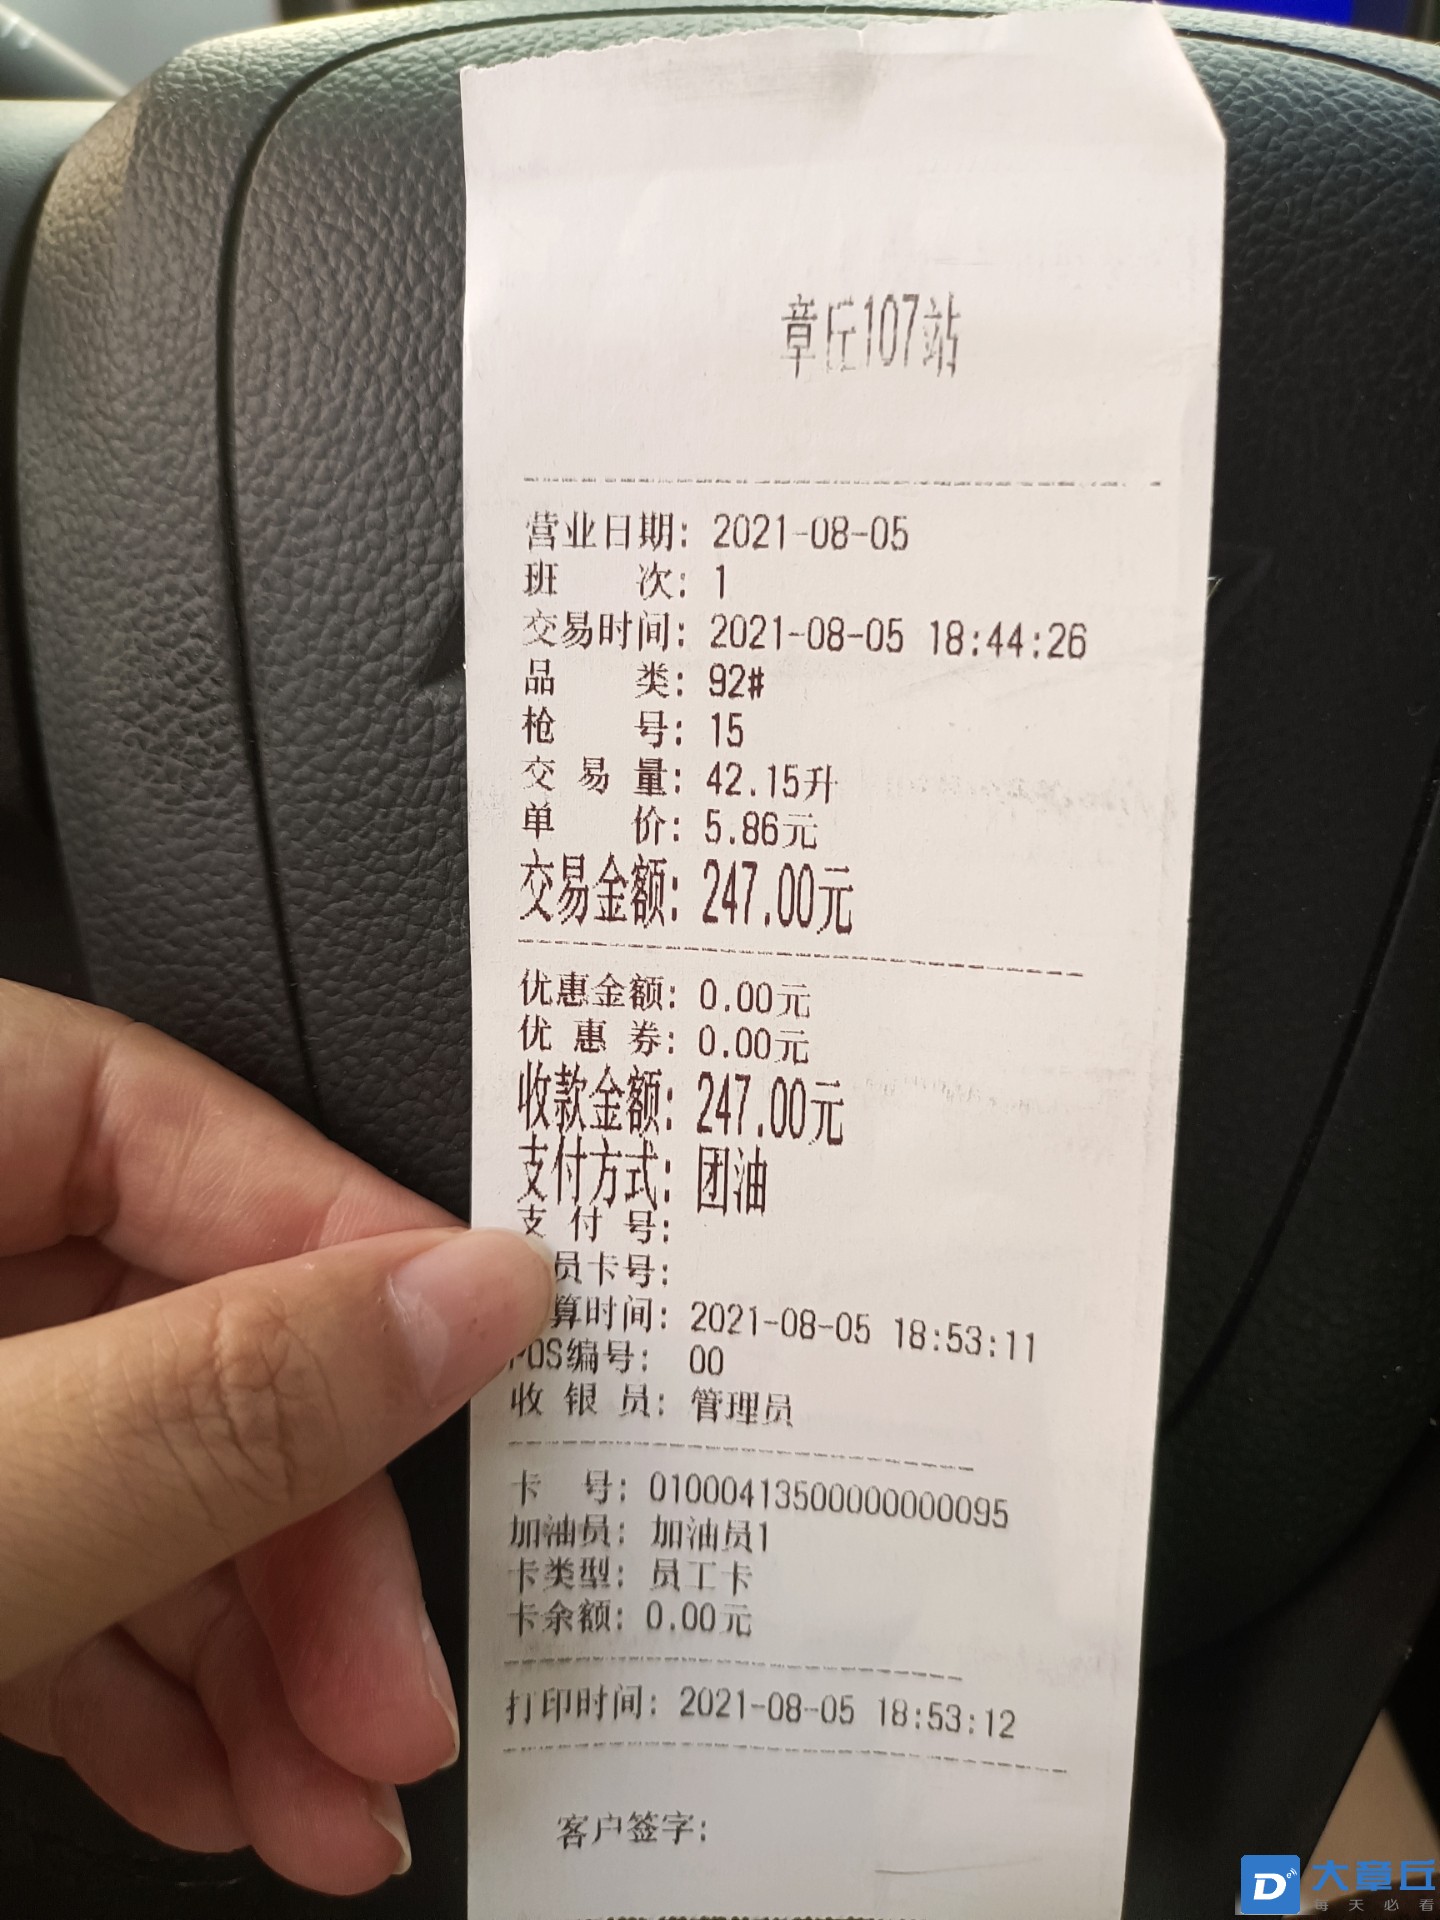 章丘107站
营业日期: 2021-08-05
班 次: 1
交易时间: 2021-08-05 18:44:26
品 类: 92#
枪 号: 15
交 易 量: 42.15升
单 价: 5.86元
交易金额: 247.00元
优惠金额: 0.00元
优 惠 券: 0.00元
收款金额: 247.00元
支付方式: 团油
支 付 号:
员卡号:
算时间: 2021-08-05 18:53:11
POS编号: 00
收 银 员: 管理员
卡 号: 01000413500000000095
加油员: 加油员1
卡类型: 员工卡
卡余额: 0.00元
打印时间: 2021-08-05 18:53:12
客户签字:
大章丘
每天必看